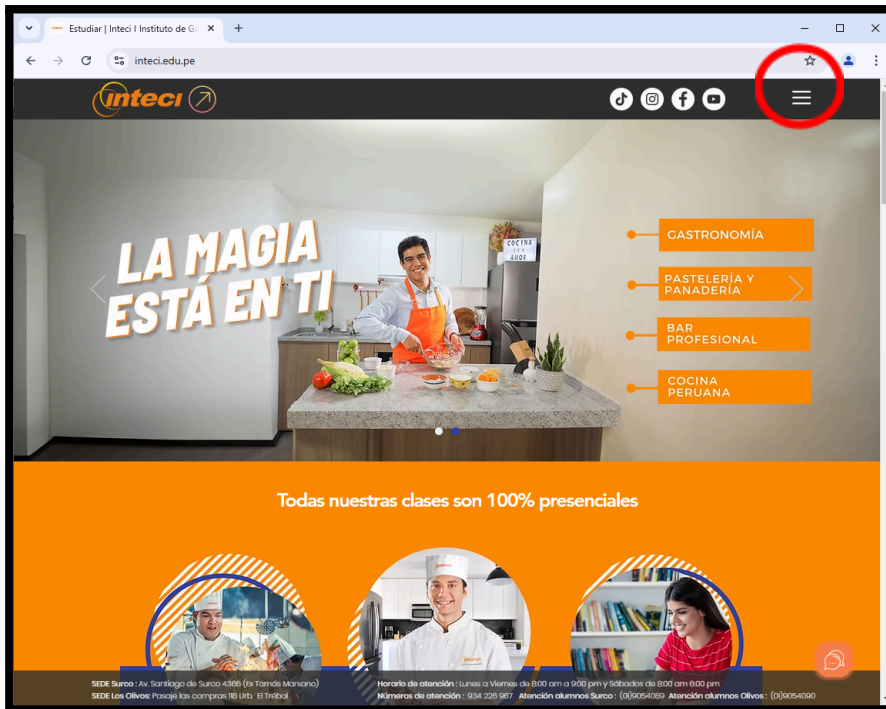 Estudiar | Inteci I Instituto de Ga
inteci.edu.pe
inteci
LA MAGIA
ESTÁ EN TI
COCINA
CON
AMOR
GASTRONOMÍA
PASTELERÍA Y
PANADERÍA
BAR
PROFESIONAL
COCINA
PERUANA
Todas nuestras clases son 100% presenciales
SEDE Surco : Av. Santiago de Surco 4366 (Ex Tomás Marsano)
SEDE Los Olivos: Pasaje las compras 118 Urb. El Trébol
Horario de atención : Lunes a Viernes de 8:00 am a 9:00 pm y Sábados de 8:00 am 6:00 pm
Números de atención : 934 226 987 Atención alumnos Surco : (01)9054089 Atención alumnos Olivos : (01)9054090